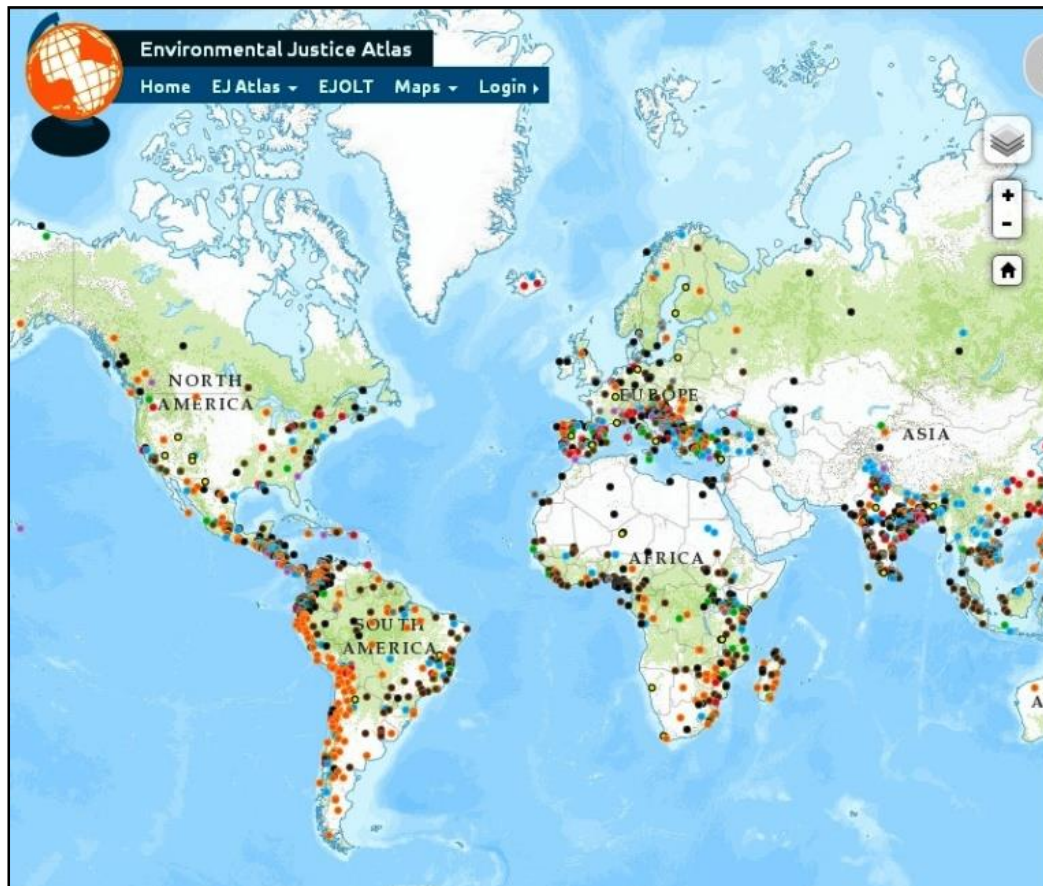 Environmental Justice Atlas
Home EJ Atlas EJOLT Maps Login
+
-
NORTH
AMERICA
EUROPE
ASIA
AFRICA
SOUTH
AMERICA
A